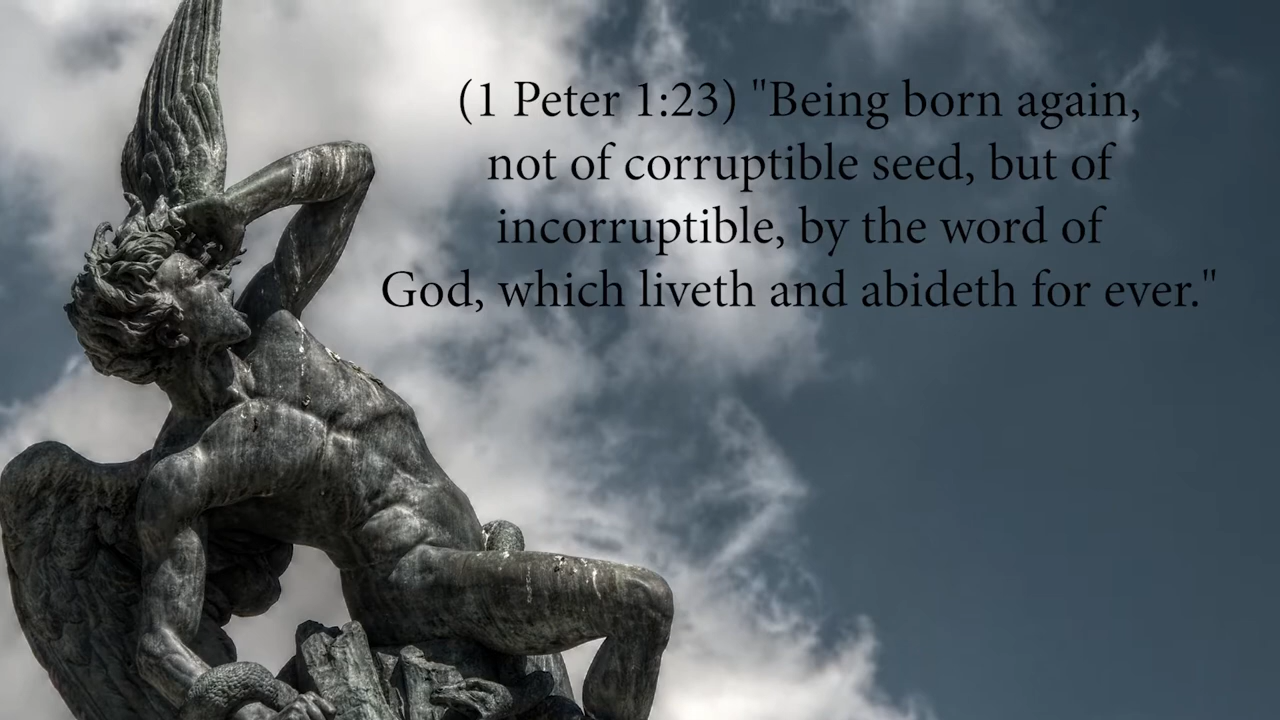 (1 Peter 1:23) "Being born again,
not of corruptible seed, but of
incorruptible, by the word of
God, which liveth and abideth for ever."